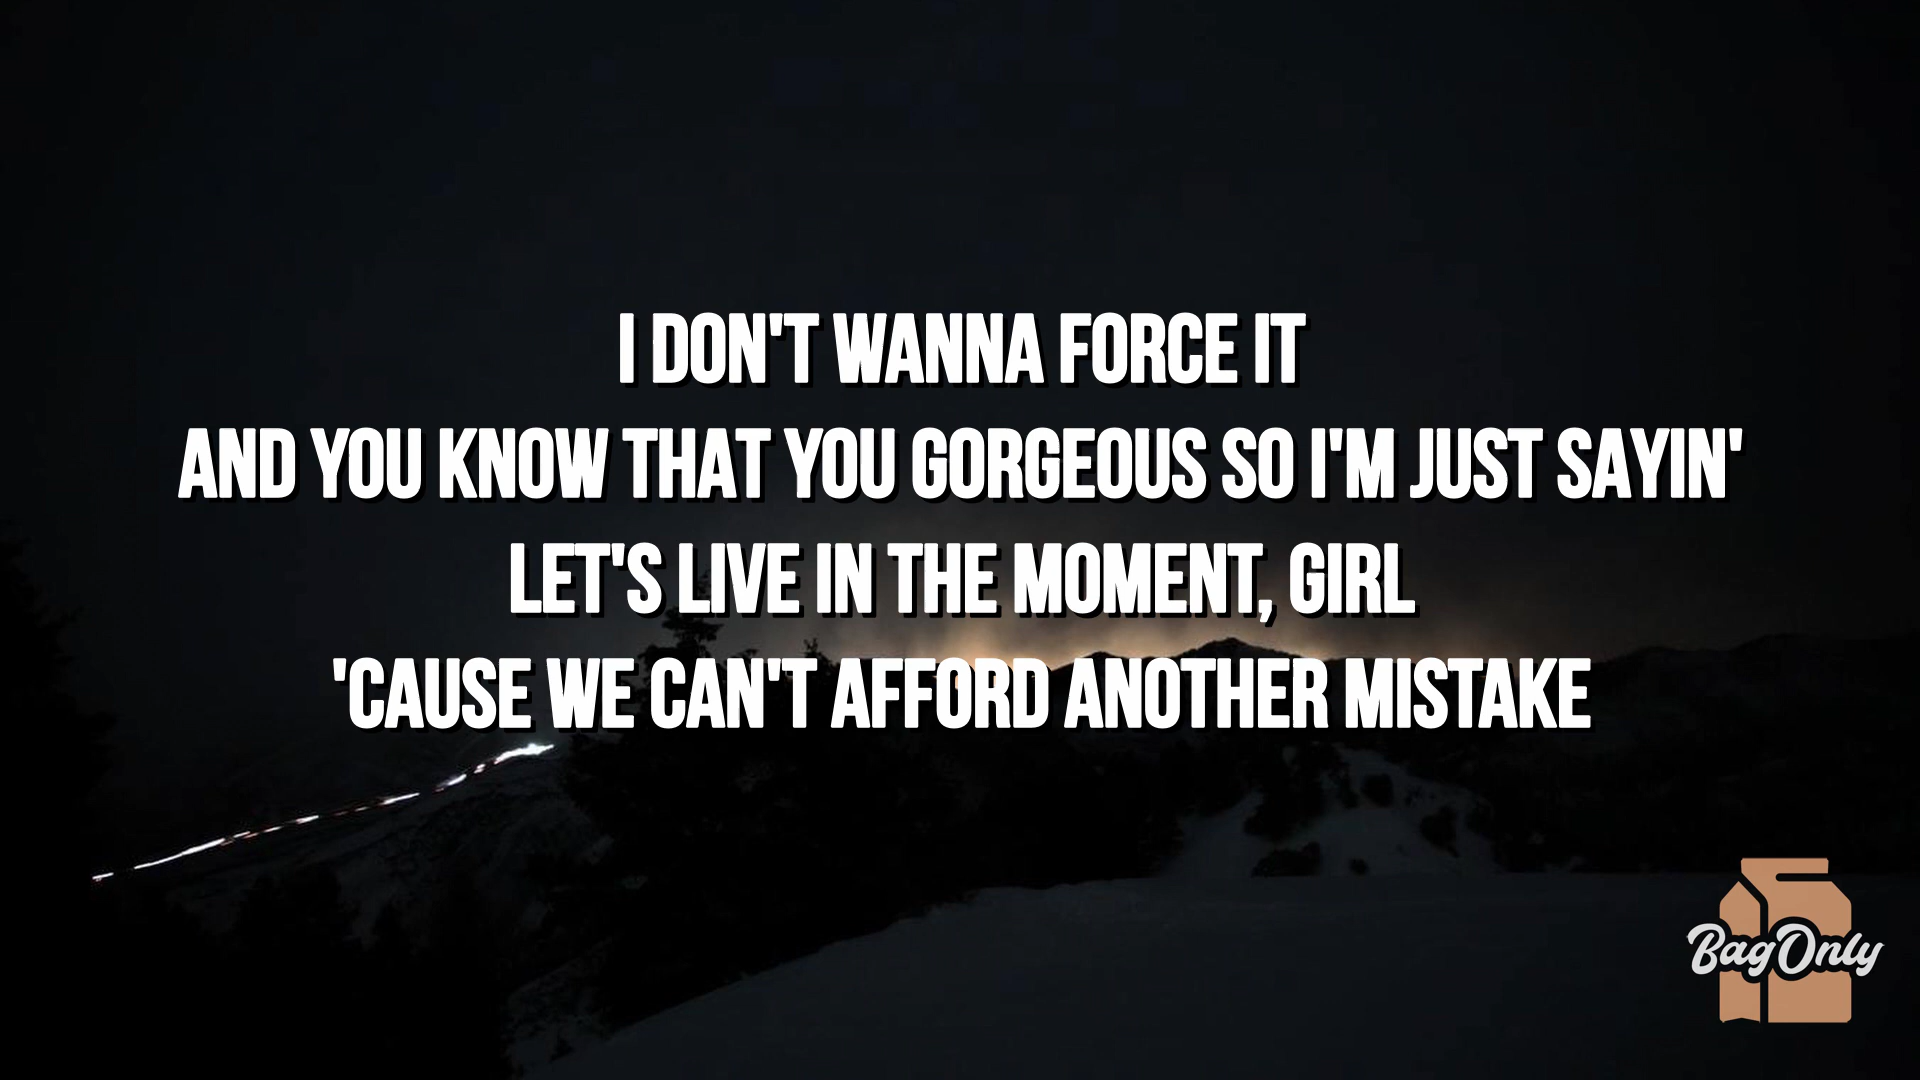 I DON'T WANNA FORCE IT
AND YOU KNOW THAT YOU GORGEOUS SO I'M JUST SAYIN'
LET'S LIVE IN THE MOMENT, GIRL
'CAUSE WE CAN'T AFFORD ANOTHER MISTAKE
BagOnly